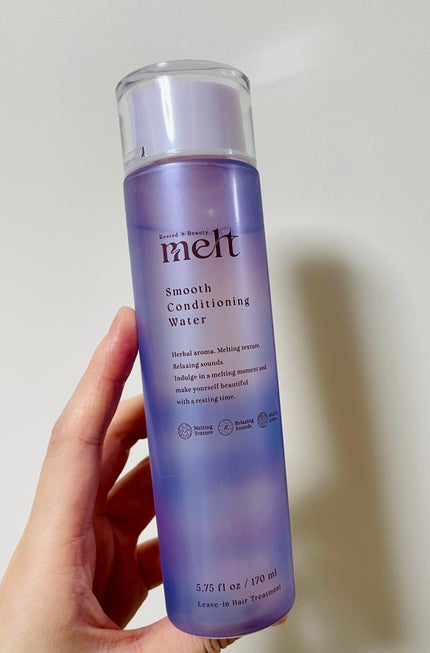 Rested Beauty
melt
Smooth
Conditioning
Water
Herbal aroma. Melting texture.
Relaxing sounds.
Indulge in a melting moment and
make yourself beautiful
with a resting time.
Melting
Texture
Relaxing
Sounds
5.75 fl oz / 170 ml
Leave-in Hair Treatment